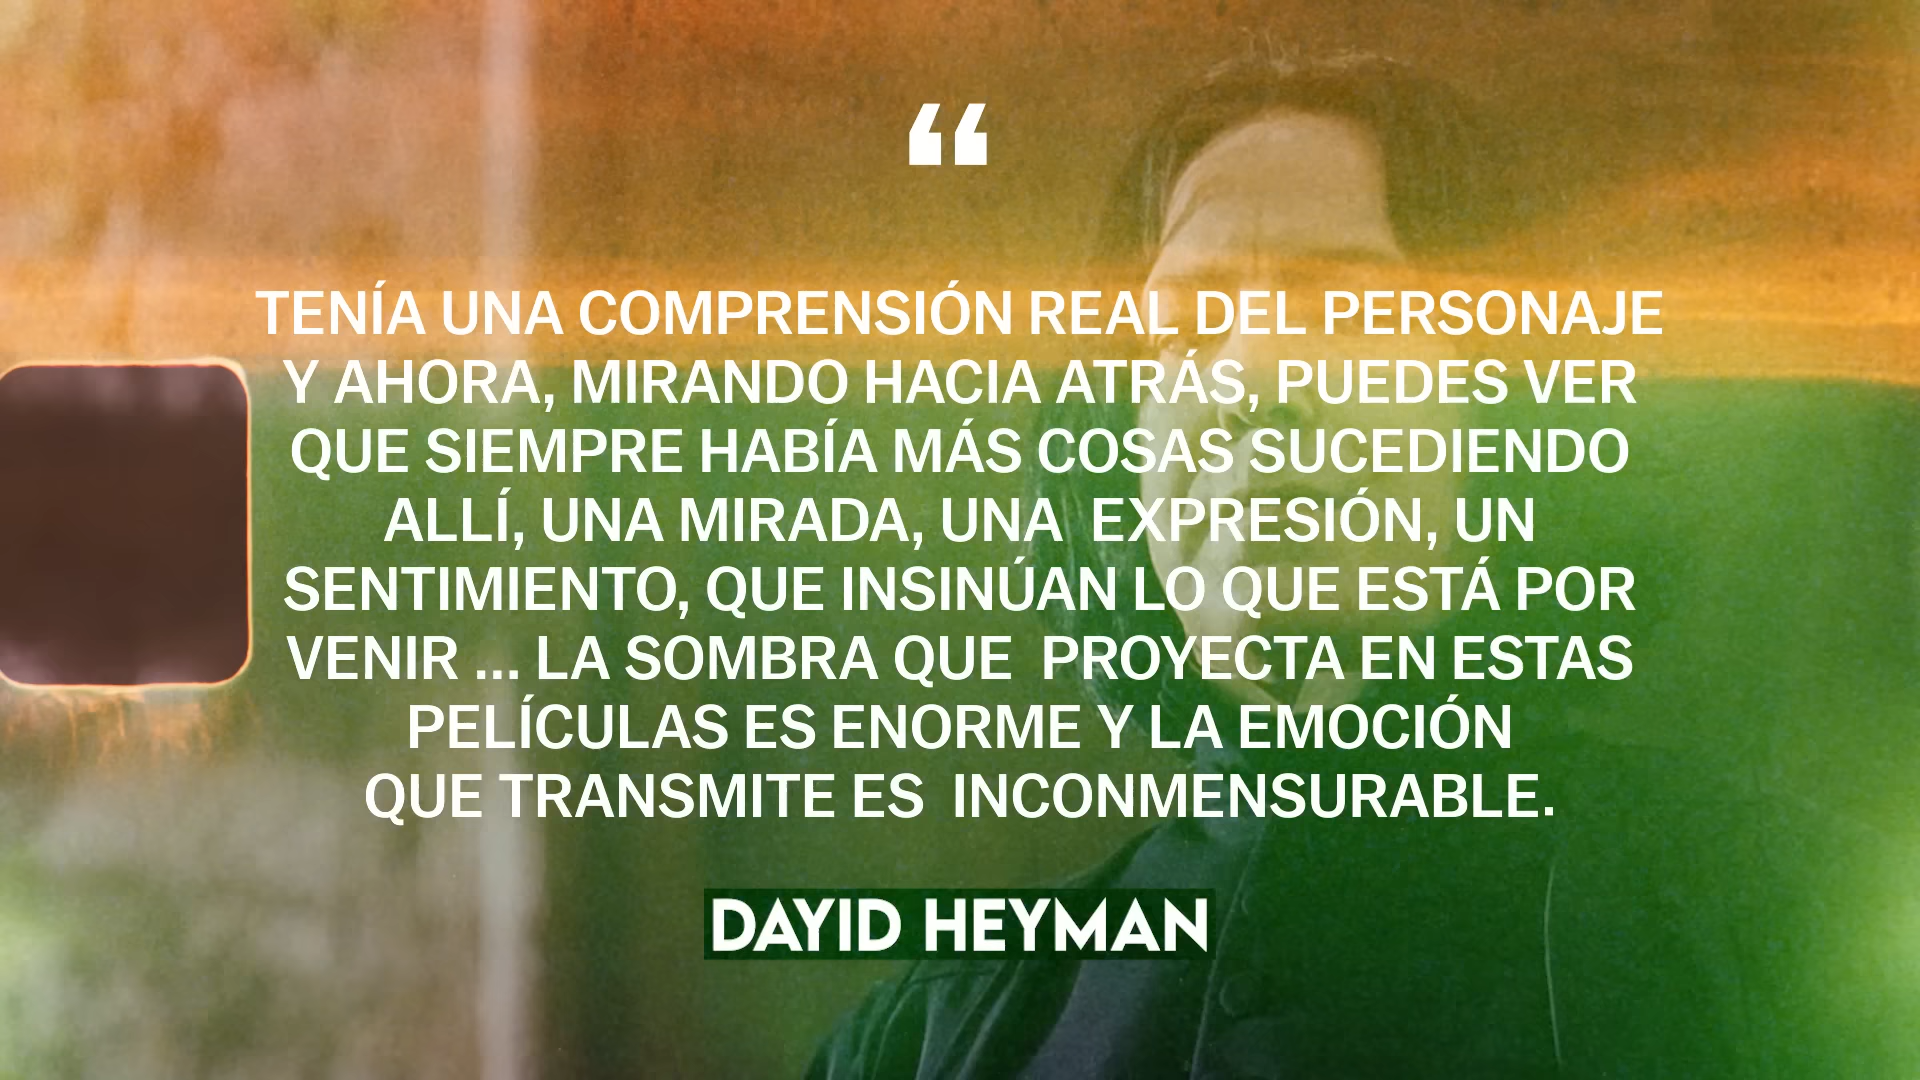 “
TENÍA UNA COMPRENSIÓN REAL DEL PERSONAJE
Y AHORA, MIRANDO HACIA ATRÁS, PUEDES VER
QUE SIEMPRE HABÍA MÁS COSAS SUCEDIENDO
ALLÍ, UNA MIRADA, UNA EXPRESIÓN, UN
SENTIMIENTO, QUE INSINÚAN LO QUE ESTÁ POR
VENIR ... LA SOMBRA QUE PROYECTA EN ESTAS
PELÍCULAS ES ENORME Y LA EMOCIÓN
QUE TRANSMITE ES INCONMENSURABLE.
DAYID HEYMAN